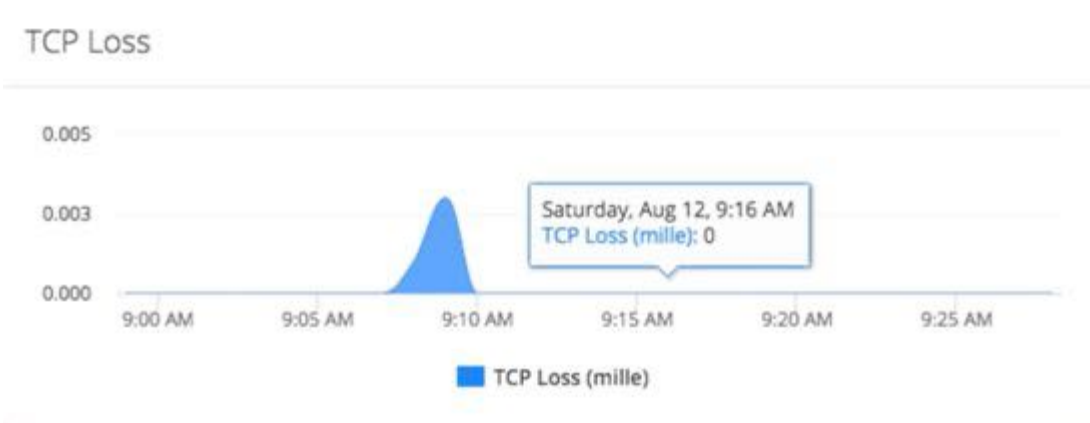 TCP Loss
0.005
0.003
Saturday, Aug 12, 9:16 AM
TCP Loss (mille): 0
0.000
9:00 AM 9:05 AM 9:10 AM 9:15 AM 9:20 AM 9:25 AM
TCP Loss (mille)